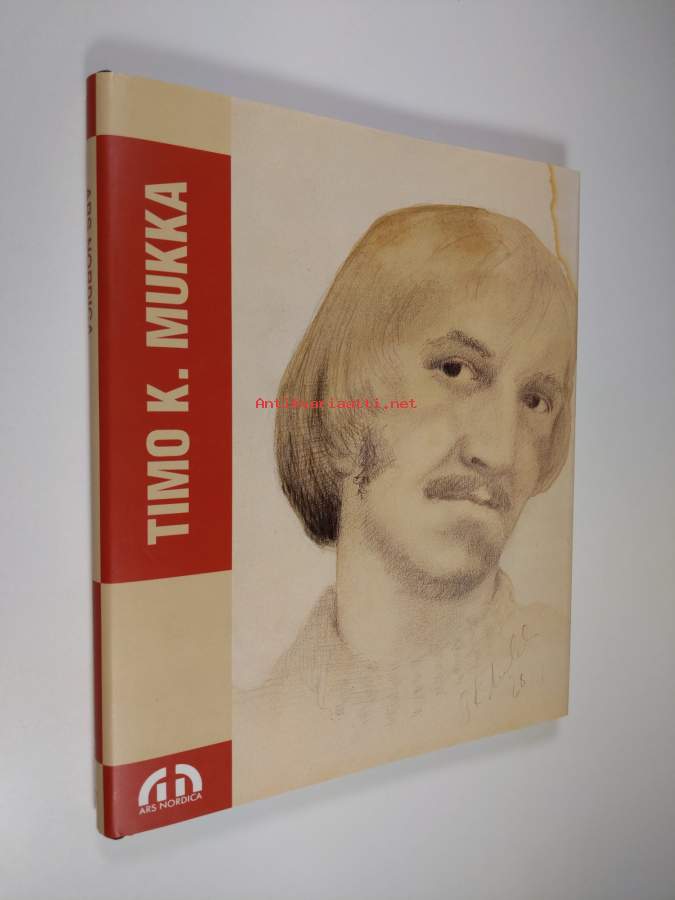 TIMO K. MUKKA
ARS NORDICA
ARS NORDICA
Antikvariaatti.net